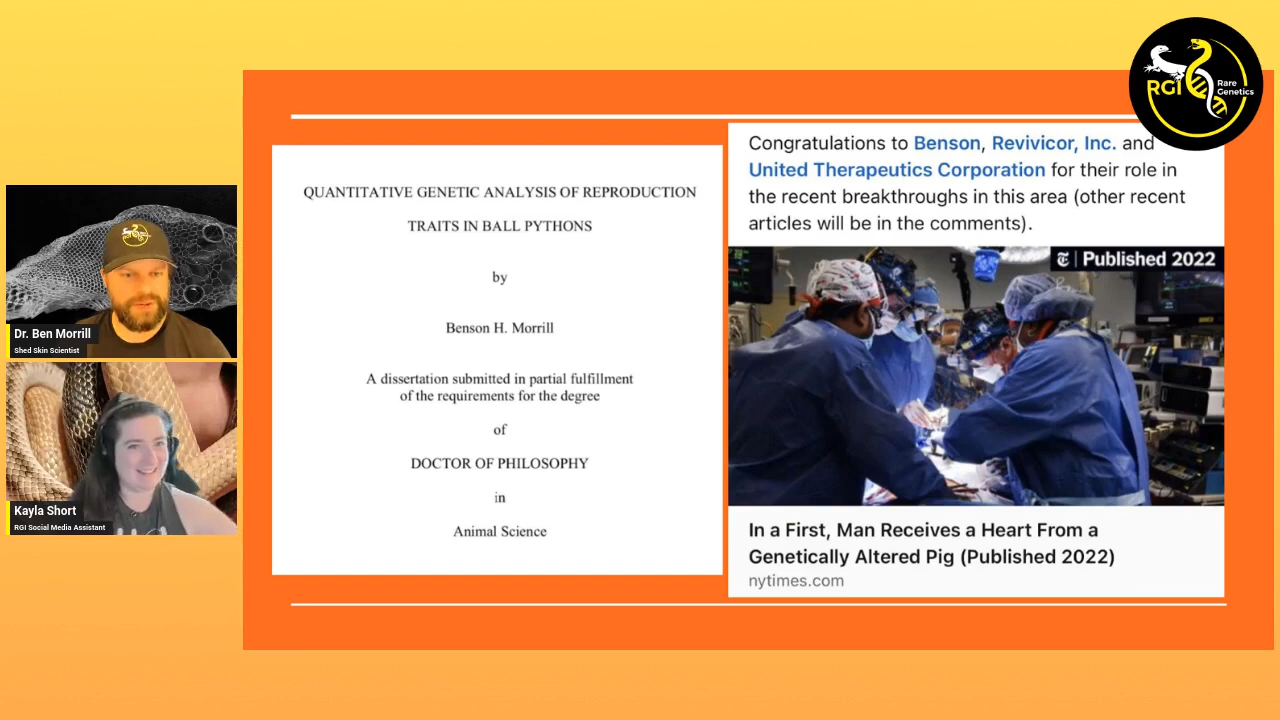 RGI Rare
Genetics
Dr. Ben Morrill
Shed Skin Scientist
Kayla Short
RGI Social Media Assistant
QUANTITATIVE GENETIC ANALYSIS OF REPRODUCTION
TRAITS IN BALL PYTHONS
by
Benson H. Morrill
A dissertation submitted in partial fulfillment
of the requirements for the degree
of
DOCTOR OF PHILOSOPHY
in
Animal Science
Congratulations to Benson, Revivicor, Inc. and
United Therapeutics Corporation for their role in
the recent breakthroughs in this area (other recent
articles will be in the comments).
T | Published 2022
In a First, Man Receives a Heart From a
Genetically Altered Pig (Published 2022)
nytimes.com